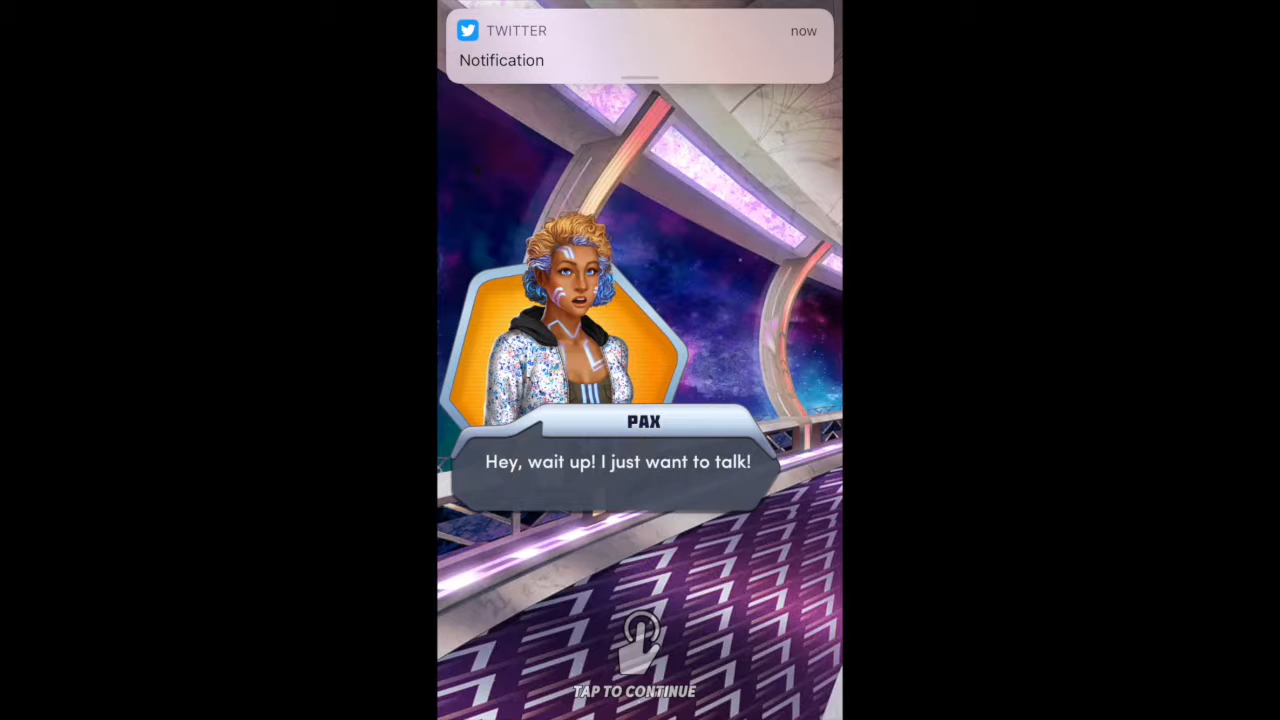 TWITTER
now
Notification
PAX
Hey, wait up! I just want to talk!
TAP TO CONTINUE